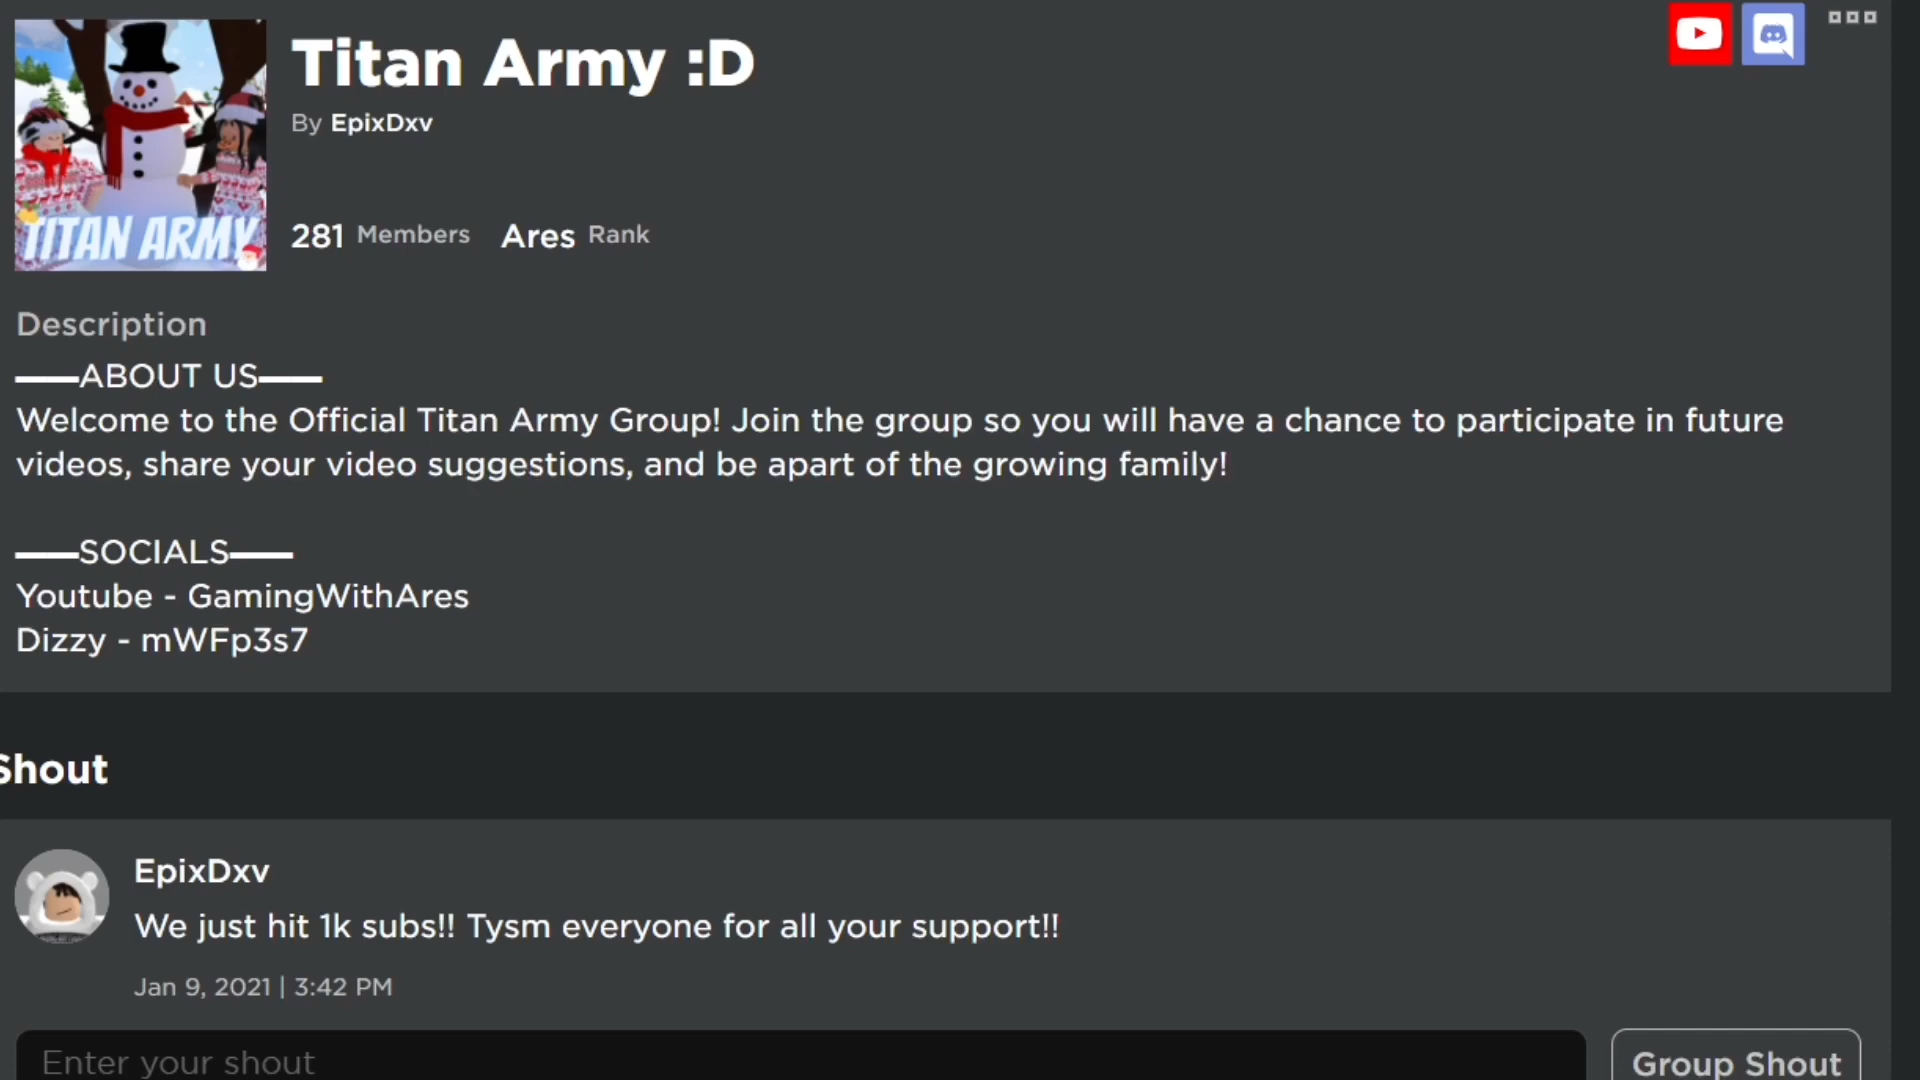 Titan Army :D
By EpixDxv
281 Members Ares Rank
TITAN ARMY
Description
▬▬ABOUT US▬▬
Welcome to the Official Titan Army Group! Join the group so you will have a chance to participate in future
videos, share your video suggestions, and be apart of the growing family!
▬▬SOCIALS▬▬
Youtube - GamingWithAres
Dizzy - mWFp3s7
Shout
EpixDxv
We just hit 1k subs!! Tysm everyone for all your support!!
Jan 9, 2021 | 3:42 PM
Enter your shout
Group Shout